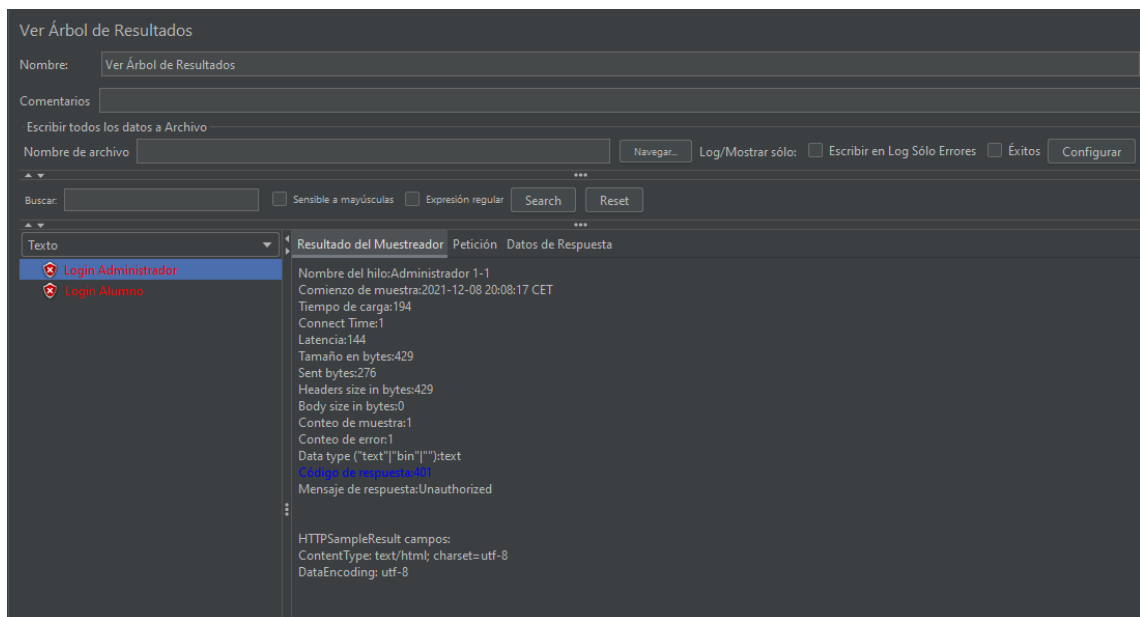 Ver Árbol de Resultados
Nombre: Ver Árbol de Resultados
Comentarios
Escribir todos los datos a Archivo
Nombre de archivo Navegar... Log/Mostrar sólo: Escribir en Log Sólo Errores Éxitos Configurar
Buscar: Sensible a mayúsculas Expresión regular Search Reset
Texto
Login Administrador
Login Alumno
Resultado del Muestreador Petición Datos de Respuesta
Nombre del hilo:Administrador 1-1
Comienzo de muestra:2021-12-08 20:08:17 CET
Tiempo de carga:194
Connect Time:1
Latencia:144
Tamaño en bytes:429
Sent bytes:276
Headers size in bytes:429
Body size in bytes:0
Conteo de muestra:1
Conteo de error:1
Data type ("text"|"bin"|""):text
Código de respuesta:401
Mensaje de respuesta:Unauthorized
HTTPSampleResult campos:
ContentType: text/html; charset=utf-8
DataEncoding: utf-8